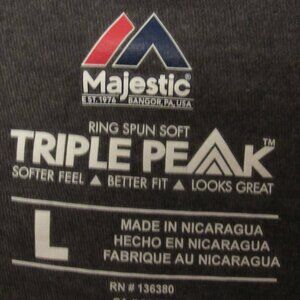 Majestic®
EST. 1976 BANGOR, PA, USA
RING SPUN SOFT
TRIPLE PEAK™
SOFTER FEEL ▲ BETTER FIT ▲ LOOKS GREAT
L
MADE IN NICARAGUA
HECHO EN NICARAGUA
FABRIQUE AU NICARAGUA
RN # 136380